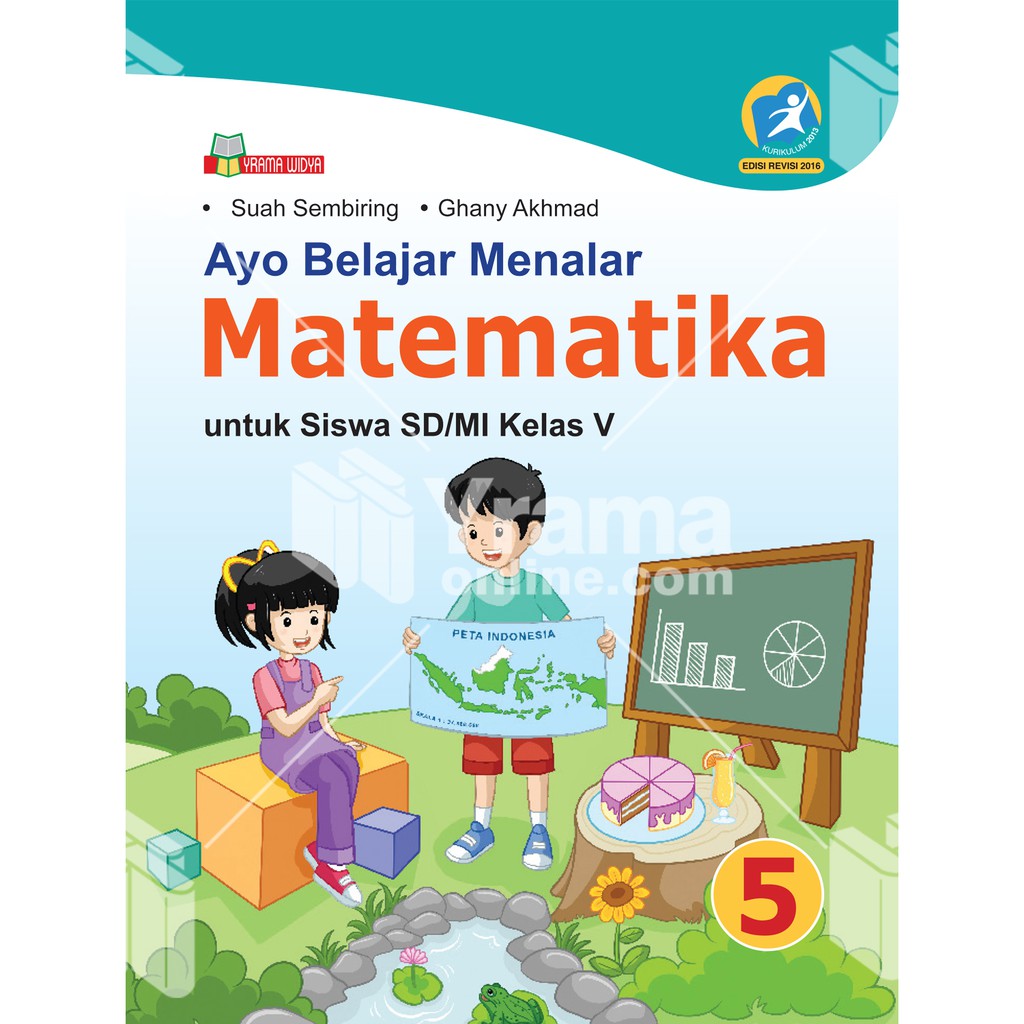 KURIKULUM 2013
EDISI REVISI 2016
YRAMA WIDYA
• Suah Sembiring • Ghany Akhmad
Ayo Belajar Menalar
Matematika
untuk Siswa SD/MI Kelas V
Yrama
online.com
PETA INDONESIA
5